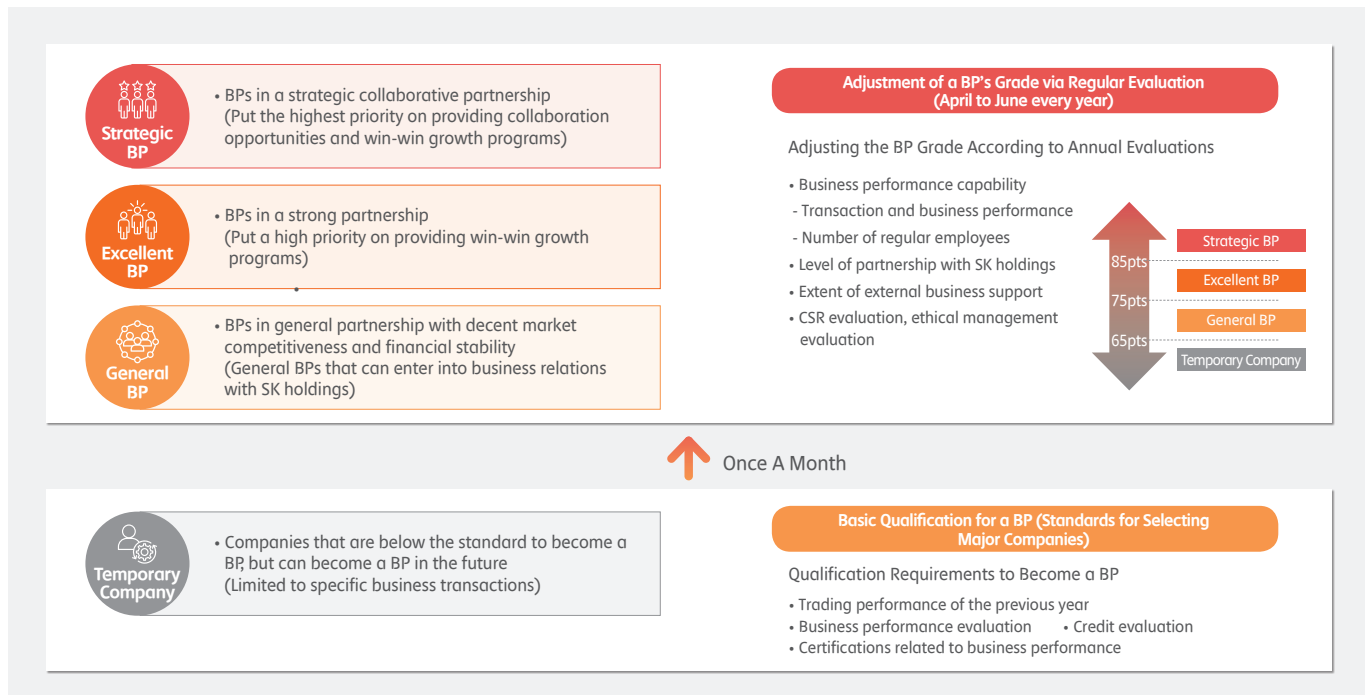 Strategic
BP
• BPs in a strategic collaborative partnership
(Put the highest priority on providing collaboration
opportunities and win-win growth programs)
Excellent
BP
• BPs in a strong partnership
(Put a high priority on providing win-win growth
programs)
•
General
BP
• BPs in general partnership with decent market
competitiveness and financial stability
(General BPs that can enter into business relations
with SK holdings)
Adjustment of a BP's Grade via Regular Evaluation
(April to June every year)
Adjusting the BP Grade According to Annual Evaluations
• Business performance capability
- Transaction and business performance
- Number of regular employees
• Level of partnership with SK holdings
• Extent of external business support
• CSR evaluation, ethical management
evaluation
Strategic BP
85pts
Excellent BP
75pts
General BP
65pts
Temporary Company
Once A Month
Temporary
Company
• Companies that are below the standard to become a
BP, but can become a BP in the future
(Limited to specific business transactions)
Basic Qualification for a BP (Standards for Selecting
Major Companies)
Qualification Requirements to Become a BP
• Trading performance of the previous year
• Business performance evaluation • Credit evaluation
• Certifications related to business performance